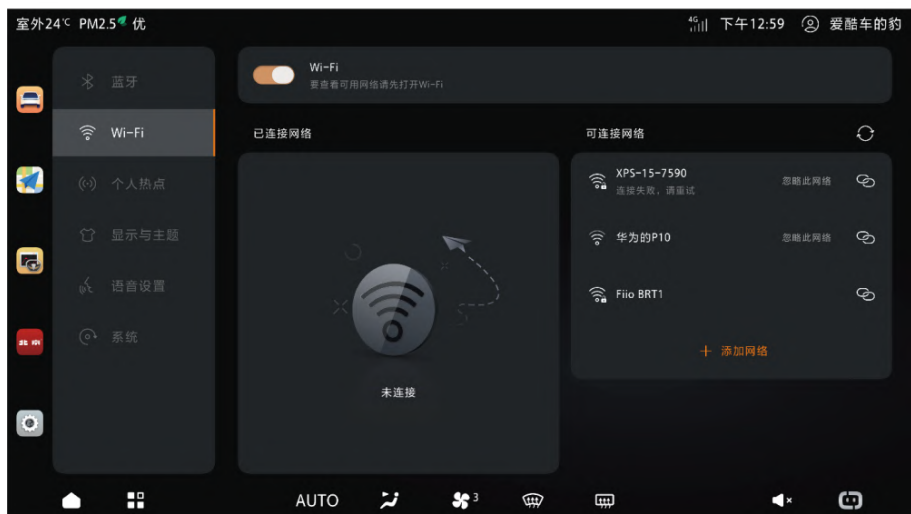 室外24℃ PM2.5 优
4G 下午12:59 爱酷车的豹
蓝牙
Wi-Fi
个人热点
显示与主题
语音设置
系统
Wi-Fi
要查看可用网络请先打开Wi-Fi
已连接网络
未连接
可连接网络
XPS-15-7590
连接失败，请重试
忽略此网络
华为的P10
忽略此网络
Fiio BRT1
+ 添加网络
北京
AUTO
3